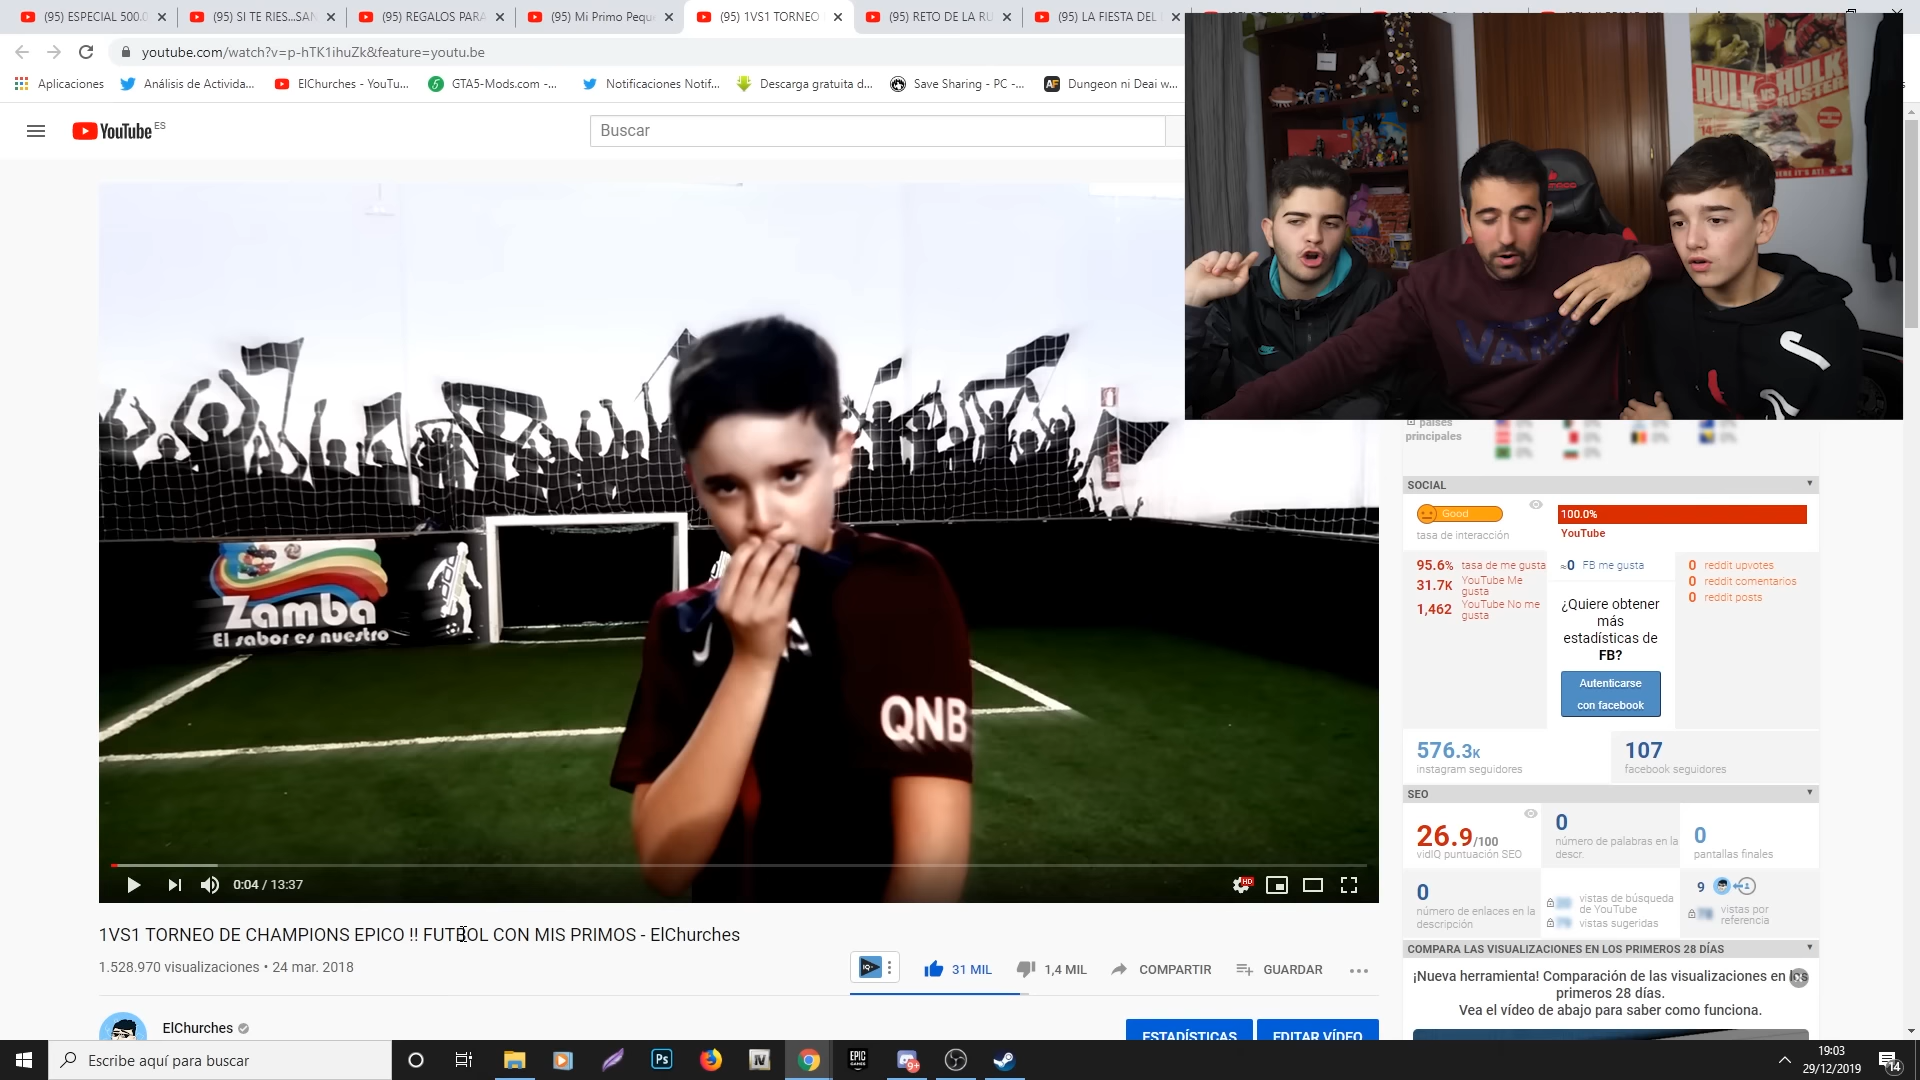 (95) ESPECIAL 500.0
(95) SI TE RIES...SAN
(95) REGALOS PARA
(95) Mi Primo Peque
(95) 1VS1 TORNEO
(95) RETO DE LA RU
(95) LA FIESTA DEL
youtube.com/watch?v=p-hTK1ihuZk&feature=youtu.be
Aplicaciones
Análisis de Activida...
ElChurches - YouTu...
GTA5-Mods.com -...
Notificaciones Notif...
Descarga gratuita d...
Save Sharing - PC -...
Dungeon ni Deai w...
YouTube ES
Buscar
HULK HULK
BUSTER
VANS
Zamba
El sabor es nuestro
QNB
0:04 / 13:37
HD
1VS1 TORNEO DE CHAMPIONS EPICO !! FUTBOL CON MIS PRIMOS - ElChurches
1.528.970 visualizaciones • 24 mar. 2018
31 MIL
1,4 MIL
COMPARTIR
GUARDAR
ElChurches
ESTADÍSTICAS
EDITAR VÍDEO
países
principales
SOCIAL
Good
tasa de interacción
100.0%
YouTube
95.6% tasa de me gusta
31.7K YouTube Me gusta
1,462 YouTube No me gusta
≈0 FB me gusta
¿Quiere obtener
más
estadísticas de
FB?
Autenticarse
con facebook
0 reddit upvotes
0 reddit comentarios
0 reddit posts
576.3K
instagram seguidores
107
facebook seguidores
SEO
26.9/100
vidIQ puntuación SEO
0
número de palabras en la
descr.
0
pantallas finales
0
número de enlaces en la
descripción
vistas de búsqueda
de YouTube
vistas sugeridas
9
vistas por
referencia
COMPARA LAS VISUALIZACIONES EN LOS PRIMEROS 28 DÍAS
¡Nueva herramienta! Comparación de las visualizaciones en los
primeros 28 días.
Vea el vídeo de abajo para saber como funciona.
Escribe aquí para buscar
Ps
IV
EPIC
GAMES
9+
19:03
29/12/2019
14